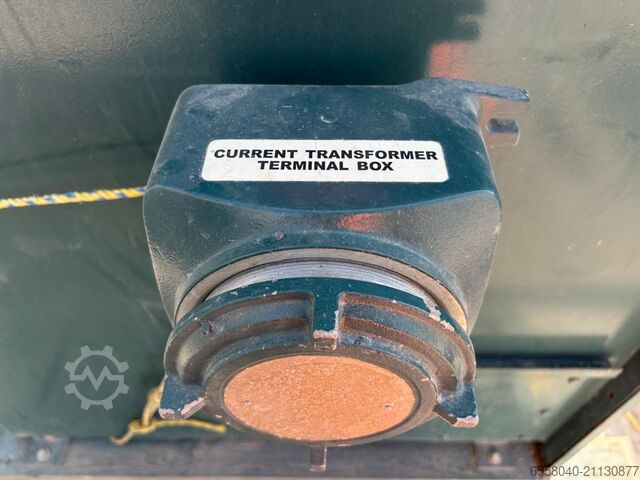 CURRENT TRANSFORMER
TERMINAL BOX
6558040-21130877